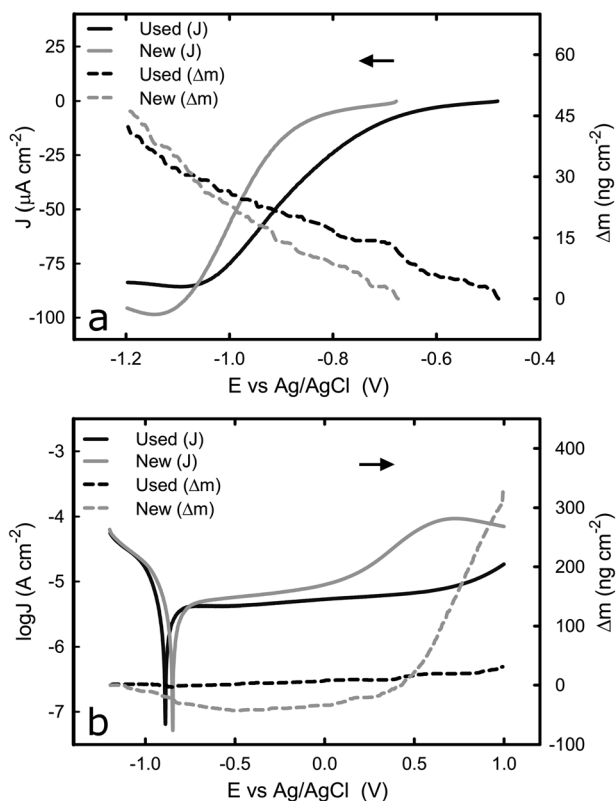 Used (J)
New (J)
Used (Δm)
New (Δm)
25
0
-25
-50
-75
-100
J (µA cm-2)
60
45
30
15
0
Δm (ng cm-2)
a
-1.2
-1.0
-0.8
-0.6
-0.4
E vs Ag/AgCl (V)
Used (J)
New (J)
Used (Δm)
New (Δm)
-3
-4
-5
-6
-7
logJ (A cm-2)
400
300
200
100
0
-100
Δm (ng cm-2)
b
-1.0
-0.5
0.0
0.5
1.0
E vs Ag/AgCl (V)